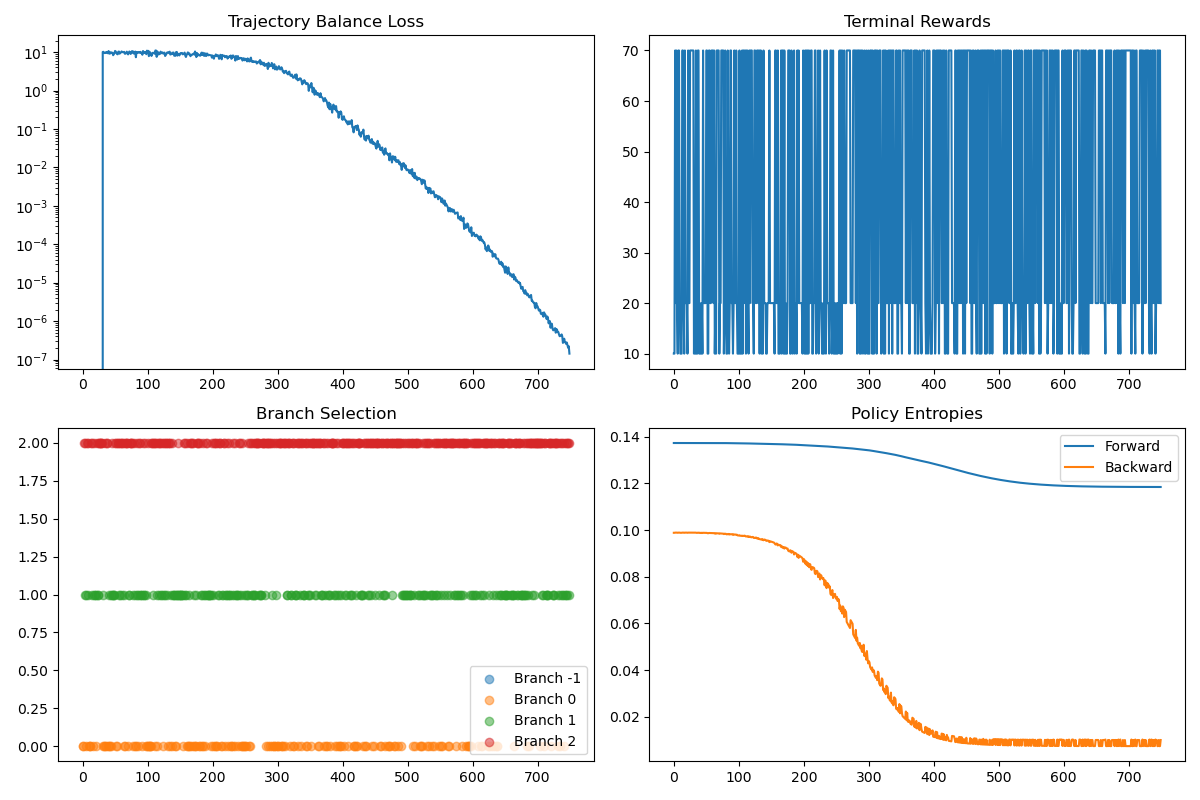 Trajectory Balance Loss
10¹
10⁰
10⁻¹
10⁻²
10⁻³
10⁻⁴
10⁻⁵
10⁻⁶
10⁻⁷
0 100 200 300 400 500 600 700
Terminal Rewards
70
60
50
40
30
20
10
0 100 200 300 400 500 600 700
Branch Selection
2.00
1.75
1.50
1.25
1.00
0.75
0.50
0.25
0.00
Branch -1
Branch 0
Branch 1
Branch 2
0 100 200 300 400 500 600 700
Policy Entropies
0.14
0.12
0.10
0.08
0.06
0.04
0.02
Forward
Backward
0 100 200 300 400 500 600 700